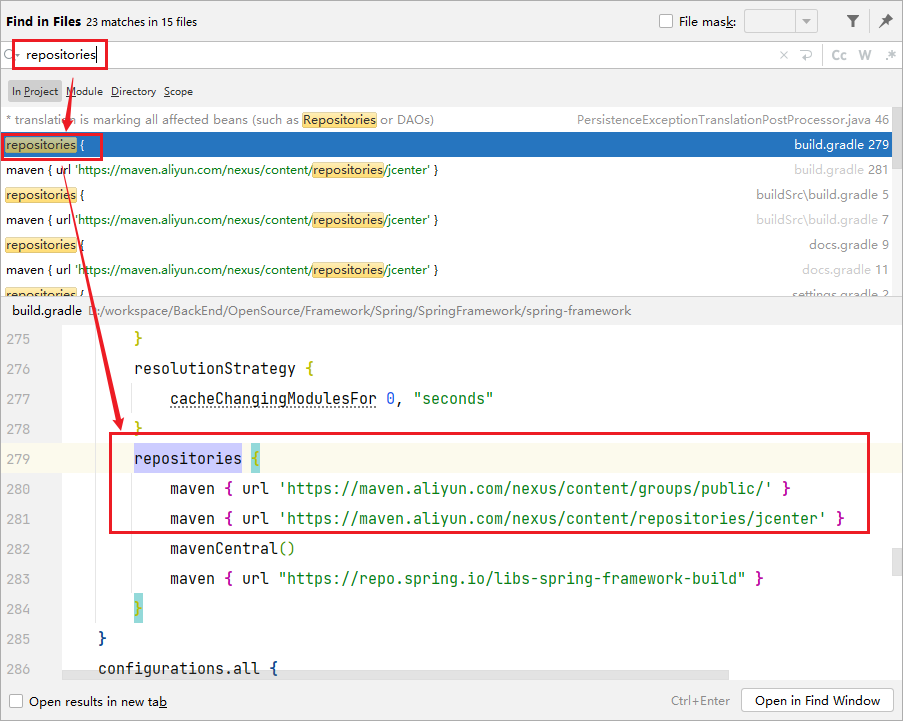 Find in Files 23 matches in 15 files File mask:
repositories Cc W .*
In Project Module Directory Scope
* translation is marking all affected beans (such as Repositories or DAOs) PersistenceExceptionTranslationPostProcessor.java 46
repositories { build.gradle 279
maven { url 'https://maven.aliyun.com/nexus/content/repositories/jcenter' } build.gradle 281
repositories { buildSrc\build.gradle 5
maven { url 'https://maven.aliyun.com/nexus/content/repositories/jcenter' } buildSrc\build.gradle 7
repositories { docs.gradle 9
maven { url 'https://maven.aliyun.com/nexus/content/repositories/jcenter' } docs.gradle 11
repositories { settings.gradle 2
build.gradle D:/workspace/BackEnd/OpenSource/Framework/Spring/SpringFramework/spring-framework
275 }
276 resolutionStrategy {
277 cacheChangingModulesFor 0, "seconds"
278 }
279 repositories {
280 maven { url 'https://maven.aliyun.com/nexus/content/groups/public/' }
281 maven { url 'https://maven.aliyun.com/nexus/content/repositories/jcenter' }
282 mavenCentral()
283 maven { url "https://repo.spring.io/libs-spring-framework-build" }
284 }
285 }
286 configurations.all {
Open results in new tab Ctrl+Enter Open in Find Window